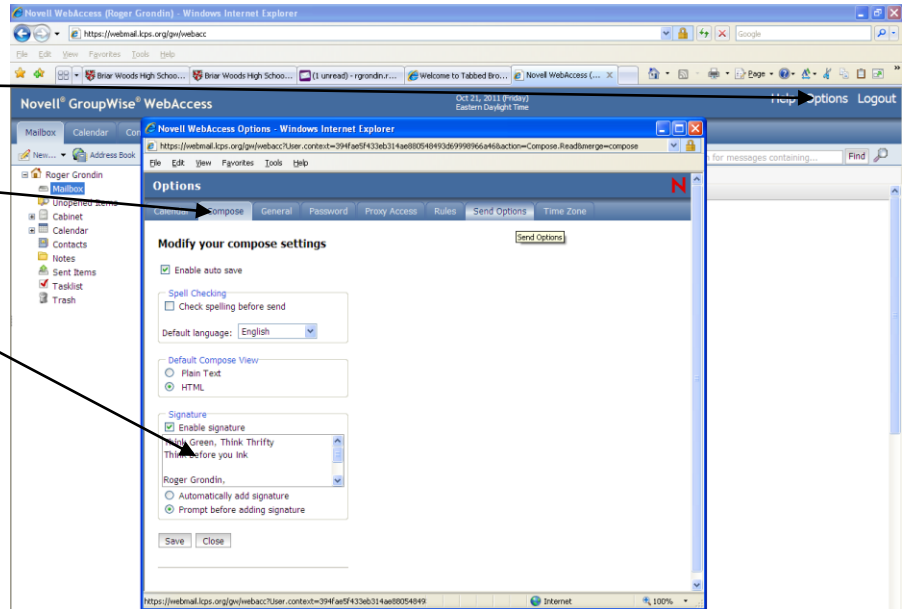 Novell WebAccess (Roger Grondin) - Windows Internet Explorer
https://webmail.lcps.org/gw/webacc
Google
File Edit View Favorites Tools Help
Briar Woods High Schoo... Briar Woods High Schoo... (1 unread) - rgrondin.r... Welcome to Tabbed Bro... Novell WebAccess (... X
Page
Novell® GroupWise® WebAccess
Oct 21, 2011 (Friday)
Eastern Daylight Time
Help Options Logout
Mailbox Calendar Con
New... Address Book
for messages containing... Find
Roger Grondin
Mailbox
Unopened Items
Cabinet
Calendar
Contacts
Notes
Sent Items
Tasklist
Trash
Novell WebAccess Options - Windows Internet Explorer
File Edit View Favorites Tools Help
Options
N
Calendar Compose General Password Proxy Access Rules Send Options Time Zone
Send Options
Modify your compose settings
Enable auto save
Spell Checking
Check spelling before send
Default language: English
Default Compose View
Plain Text
HTML
Signature
Enable signature
Think Green, Think Thrifty
Think before you Ink
Roger Grondin,
Automatically add signature
Prompt before adding signature
Save Close
Internet
100%